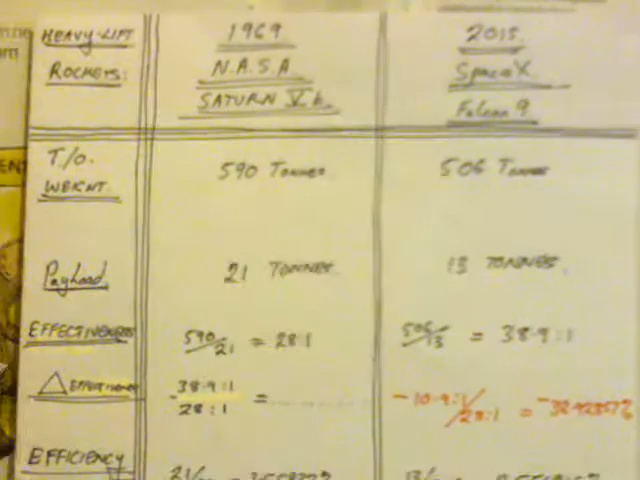 HEAVY-LIFT 1969 2015
ROCKETS: N.A.S.A. SpaceX
SATURN Falcon 9
T/O. 590 Tonnes 506 Tonnes
WEIGHT.
Payload 21 TONNES. 13 TONNES.
EFFECTIVENESS 590/21 = 28:1 506/13 = 38.9:1
△ EFFECTIVENESS 38.9:1 / 28:1 = -10.9:1/28:1 =
EFFICIENCY